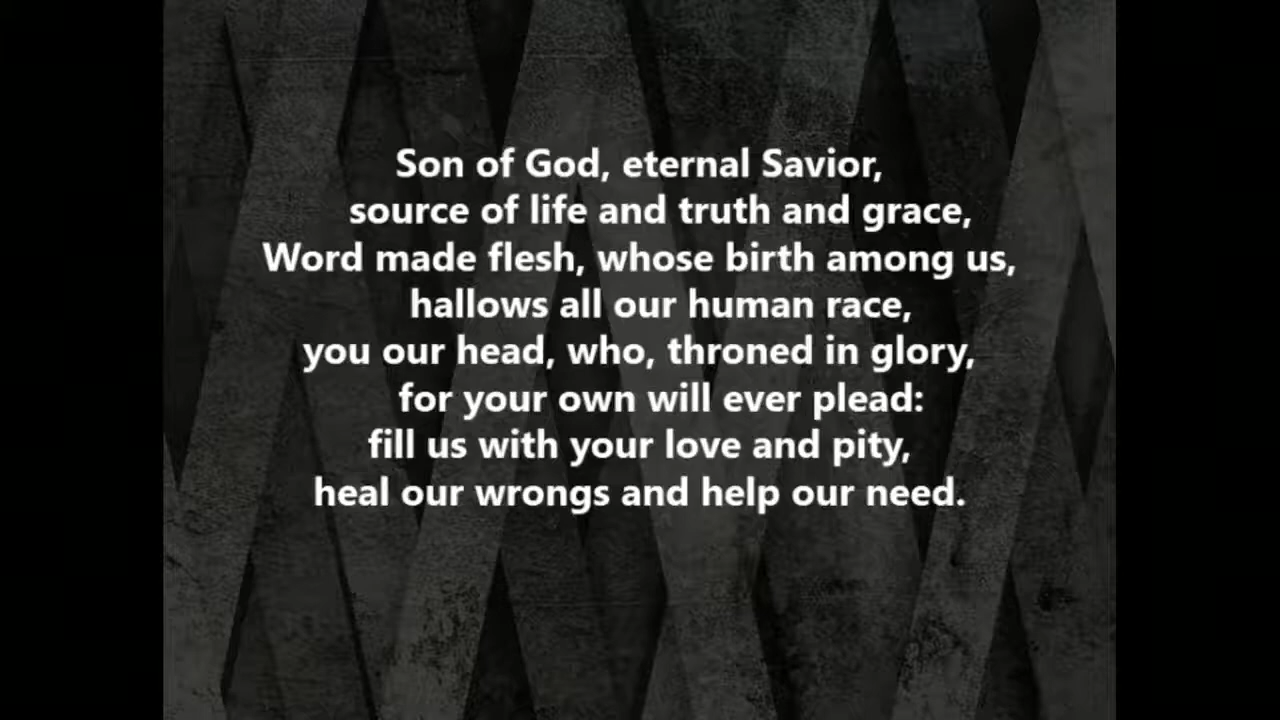 Son of God, eternal Savior,
source of life and truth and grace,
Word made flesh, whose birth among us,
hallows all our human race,
you our head, who, throned in glory,
for your own will ever plead:
fill us with your love and pity,
heal our wrongs and help our need.